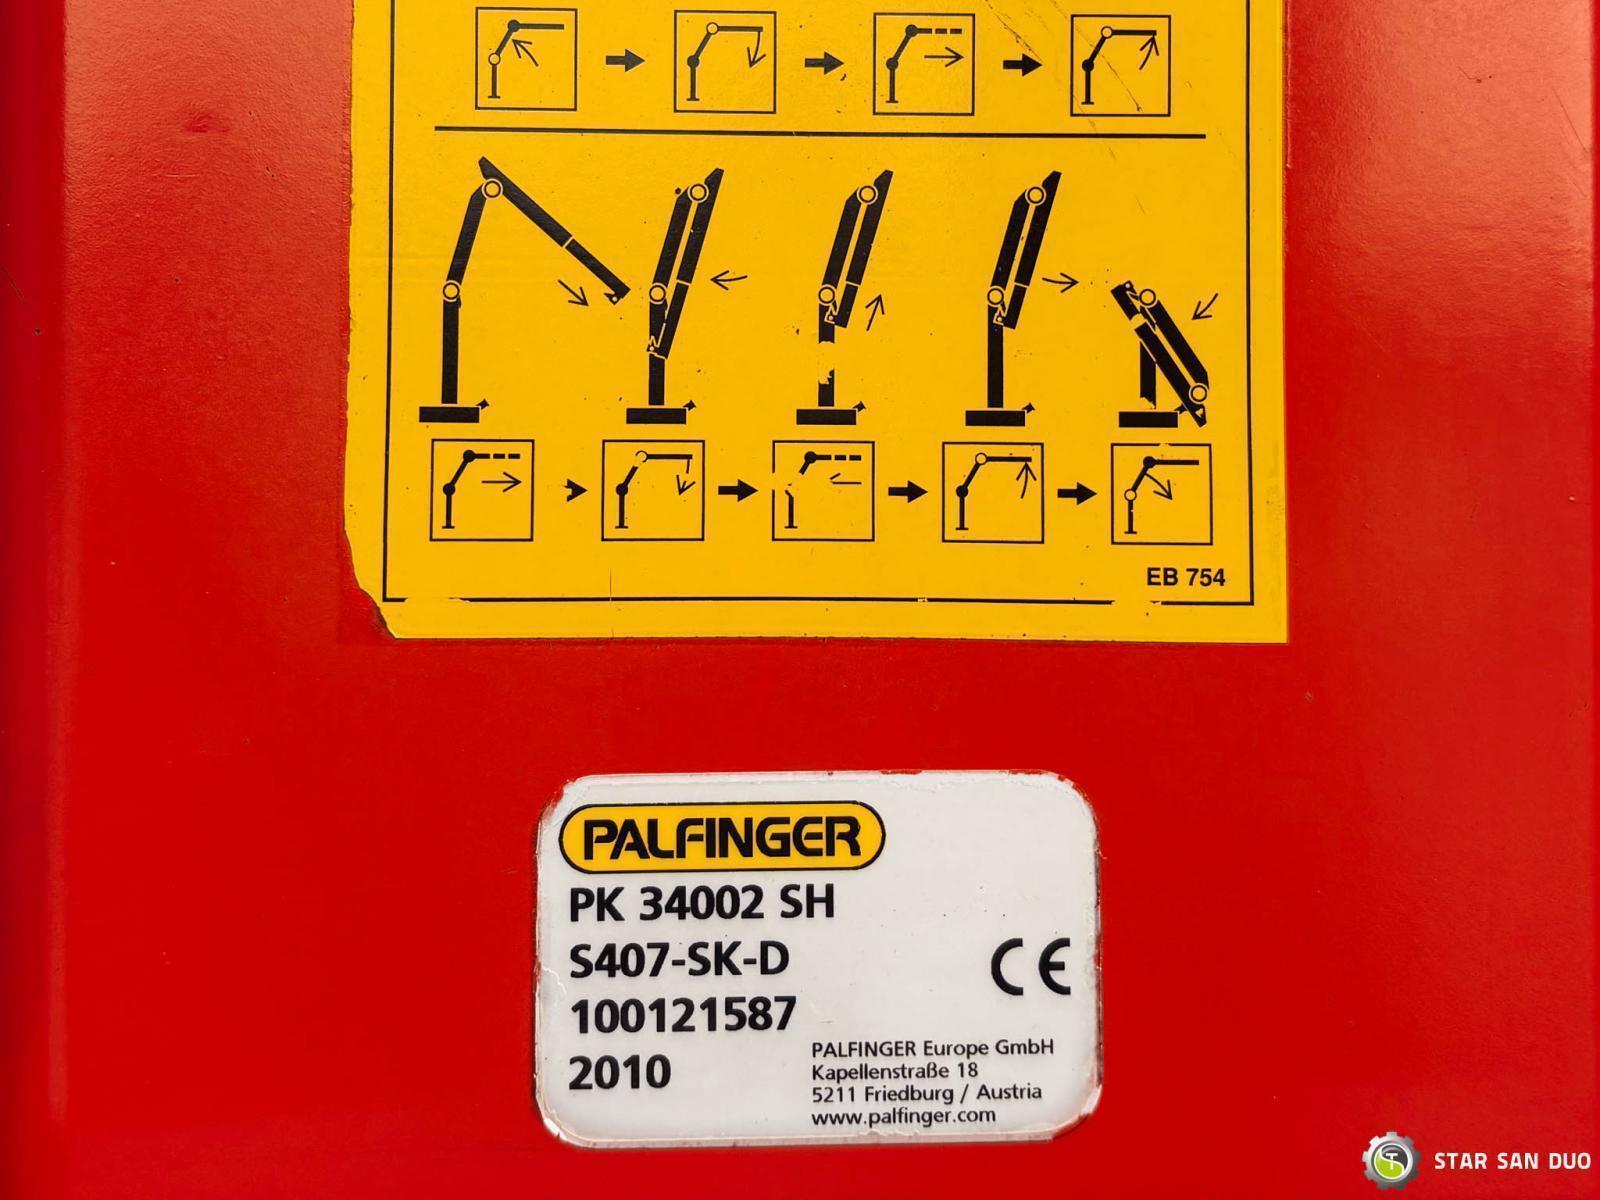 EB 754
PALFINGER
PK 34002 SH
S407-SK-D
100121587
2010
CE
PALFINGER Europe GmbH
Kapellenstraße 18
5211 Friedburg / Austria
www.palfinger.com
ST
STAR SAN DUO